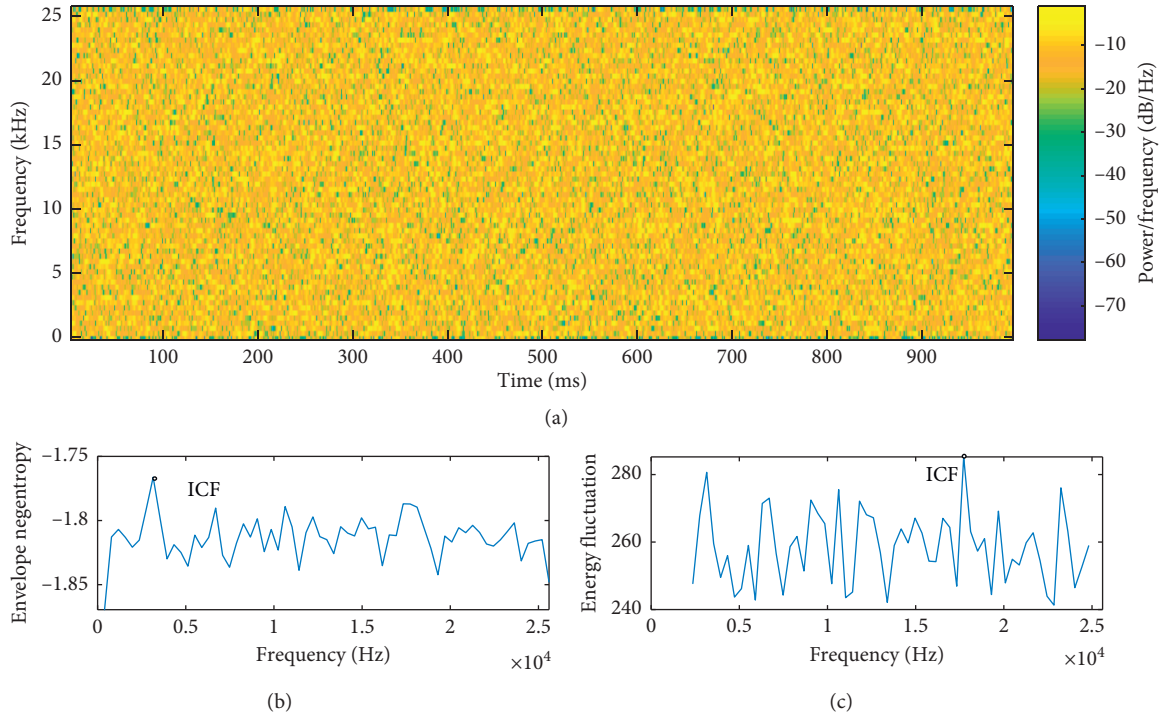 25
20
15
10
5
0
Frequency (kHz)
100 200 300 400 500 600 700 800 900
Time (ms)
–10
–20
–30
–40
–50
–60
–70
Power/frequency (dB/Hz)
(a)
–1.75
–1.8
–1.85
Envelope negentropy
ICF
0 0.5 1 1.5 2 2.5
Frequency (Hz)
×10⁴
(b)
280
260
240
Energy fluctuation
ICF
0 0.5 1 1.5 2 2.5
Frequency (Hz)
×10⁴
(c)